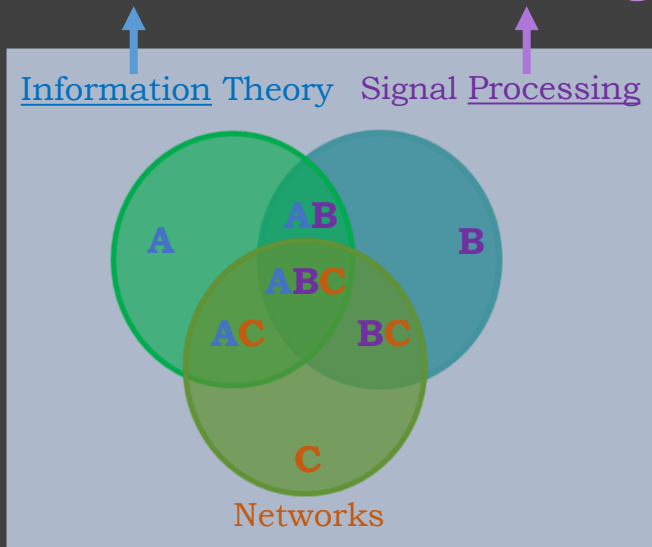 Information Theory Signal Processing
A AB B
ABC
AC BC
C
Networks